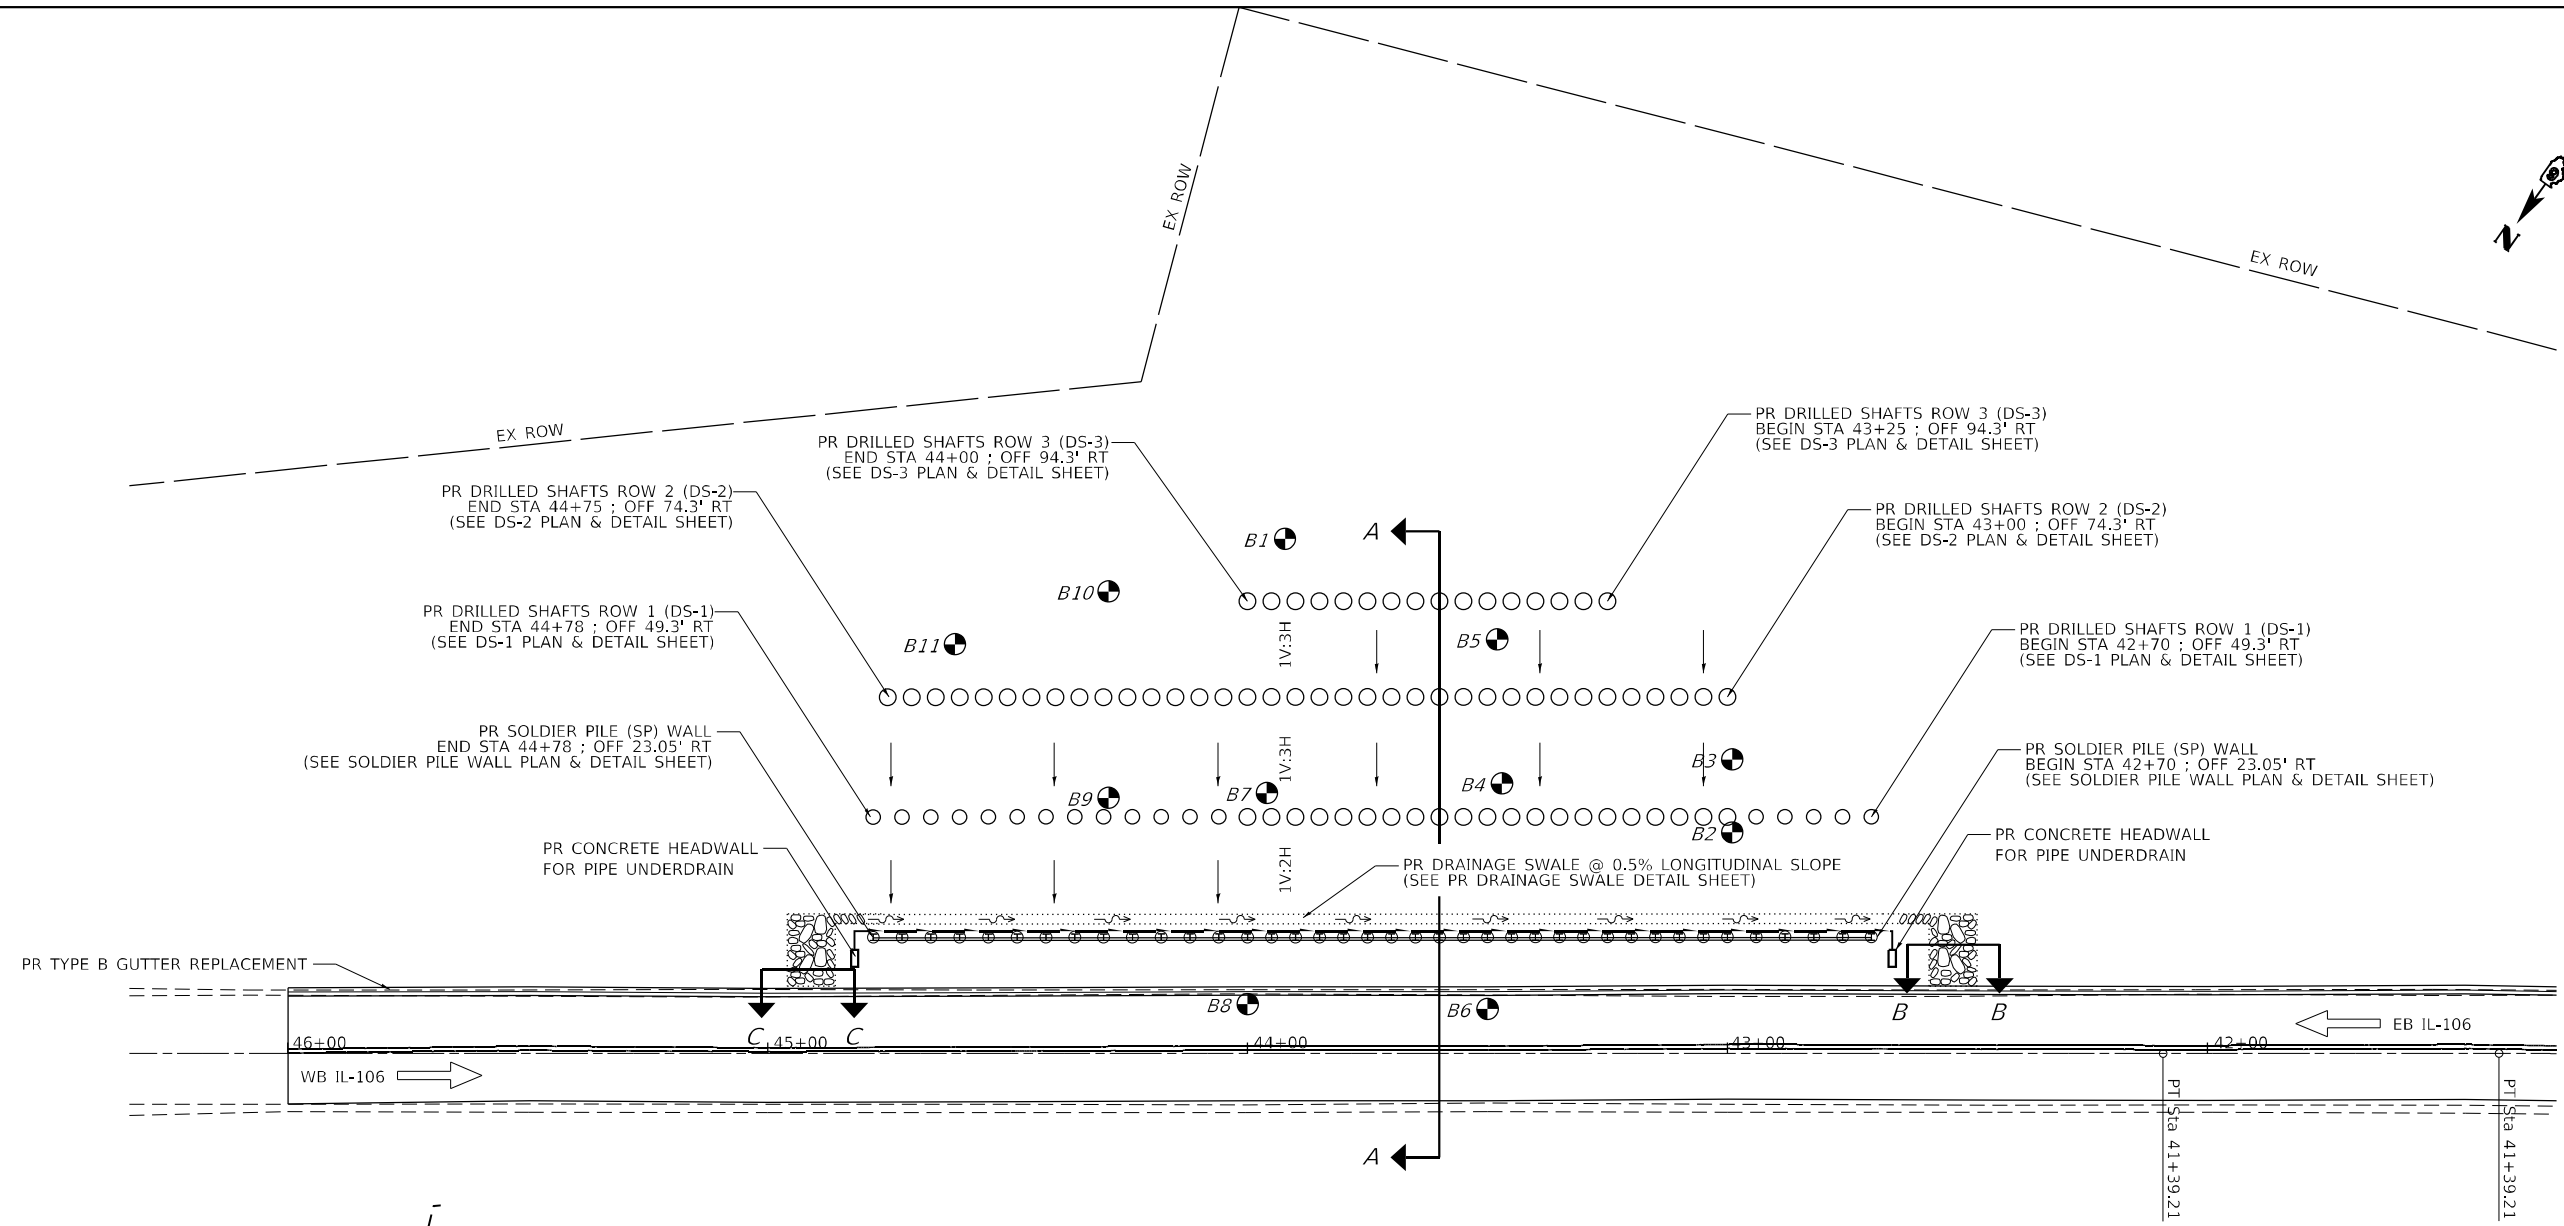 EX ROW
EX ROW
EX ROW
N
PR DRILLED SHAFTS ROW 3 (DS-3)
END STA 44+00 ; OFF 94.3' RT
(SEE DS-3 PLAN & DETAIL SHEET)
PR DRILLED SHAFTS ROW 3 (DS-3)
BEGIN STA 43+25 ; OFF 94.3' RT
(SEE DS-3 PLAN & DETAIL SHEET)
PR DRILLED SHAFTS ROW 2 (DS-2)
END STA 44+75 ; OFF 74.3' RT
(SEE DS-2 PLAN & DETAIL SHEET)
PR DRILLED SHAFTS ROW 2 (DS-2)
BEGIN STA 43+00 ; OFF 74.3' RT
(SEE DS-2 PLAN & DETAIL SHEET)
B1
A
B10
PR DRILLED SHAFTS ROW 1 (DS-1)
END STA 44+78 ; OFF 49.3' RT
(SEE DS-1 PLAN & DETAIL SHEET)
B11
1V:3H
B5
PR DRILLED SHAFTS ROW 1 (DS-1)
BEGIN STA 42+70 ; OFF 49.3' RT
(SEE DS-1 PLAN & DETAIL SHEET)
PR SOLDIER PILE (SP) WALL
END STA 44+78 ; OFF 23.05' RT
(SEE SOLDIER PILE WALL PLAN & DETAIL SHEET)
1V:3H
B3
PR SOLDIER PILE (SP) WALL
BEGIN STA 42+70 ; OFF 23.05' RT
(SEE SOLDIER PILE WALL PLAN & DETAIL SHEET)
B9
B7
B4
B2
PR CONCRETE HEADWALL
FOR PIPE UNDERDRAIN
1V:2H
PR DRAINAGE SWALE @ 0.5% LONGITUDINAL SLOPE
(SEE PR DRAINAGE SWALE DETAIL SHEET)
PR CONCRETE HEADWALL
FOR PIPE UNDERDRAIN
PR TYPE B GUTTER REPLACEMENT
B8
B6
B
B
C
C
EB IL-106
46+00
45+00
44+00
43+00
42+00
WB IL-106
A
PT Sta 41+39.21
PT Sta 41+39.21